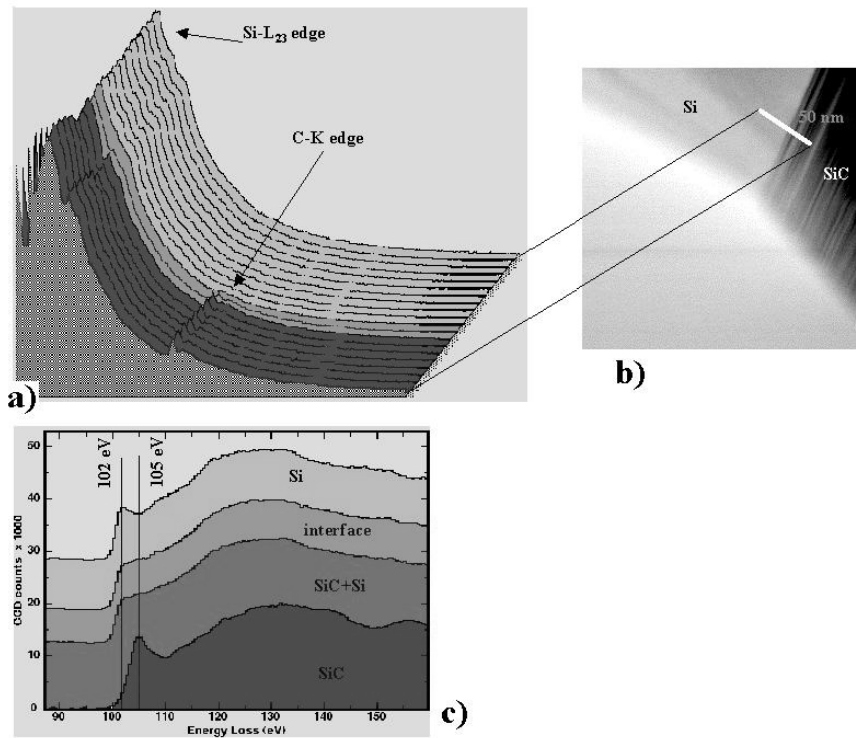 Si-L23 edge
C-K edge
a)
Si
50 nm
SiC
b)
50
40
30
20
10
0
CCD counts x 1000
102 eV
105 eV
Si
interface
SiC+Si
SiC
90 100 110 120 130 140 150
Energy Loss (eV)
c)